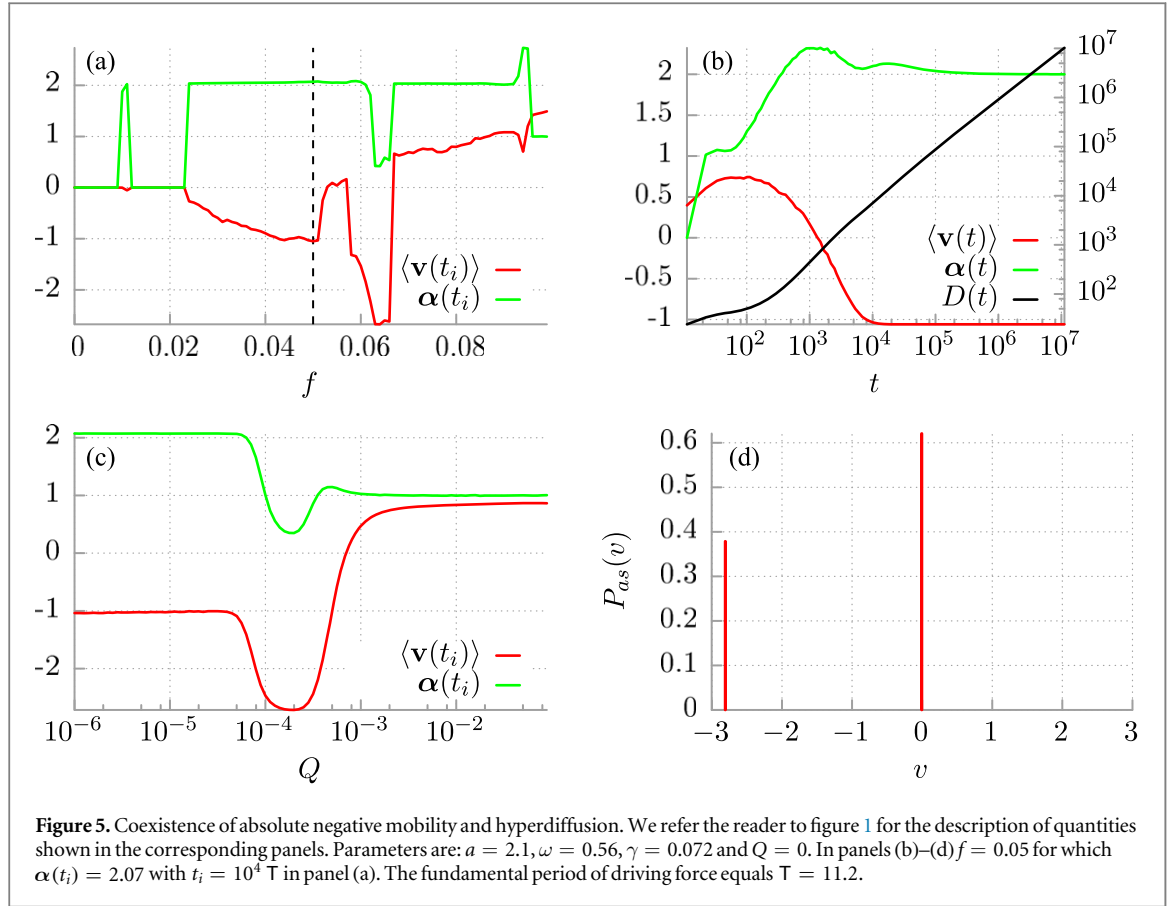 (a)
2
1
0
-1
-2
⟨v(t_i)⟩
α(t_i)
0 0.02 0.04 0.06 0.08
f
(b)
2
1.5
1
0.5
0
-0.5
-1
10^7
10^6
10^5
10^4
10^3
10^2
⟨v(t)⟩
α(t)
D(t)
10^2 10^3 10^4 10^5 10^6 10^7
t
(c)
2
1
0
-1
-2
⟨v(t_i)⟩
α(t_i)
10^−6 10^−5 10^−4 10^−3 10^−2
Q
(d)
0.6
0.5
0.4
0.3
0.2
0.1
0
P_as(v)
−3 −2 −1 0 1 2 3
v
Figure 5. Coexistence of absolute negative mobility and hyperdiffusion. We refer the reader to figure 1 for the description of quantities
shown in the corresponding panels. Parameters are: a = 2.1, ω = 0.56, γ = 0.072 and Q = 0. In panels (b)–(d) f = 0.05 for which
α(t_i) = 2.07 with t_i = 10^4 T in panel (a). The fundamental period of driving force equals T = 11.2.